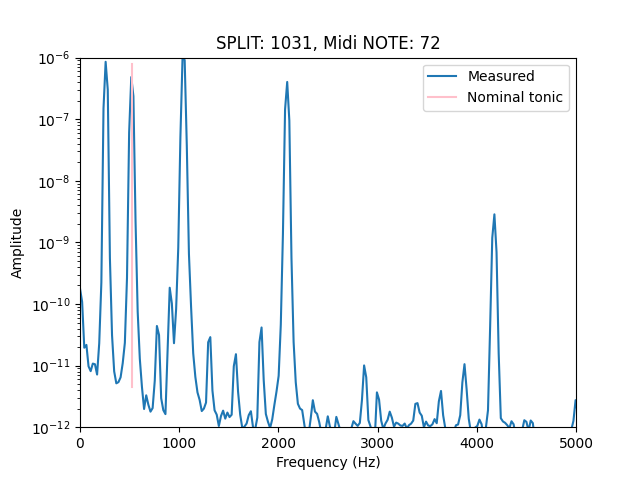 SPLIT: 1031, Midi NOTE: 72
Measured
Nominal tonic
Amplitude
10⁻⁶
10⁻⁷
10⁻⁸
10⁻⁹
10⁻¹⁰
10⁻¹¹
10⁻¹²
0 1000 2000 3000 4000 5000
Frequency (Hz)